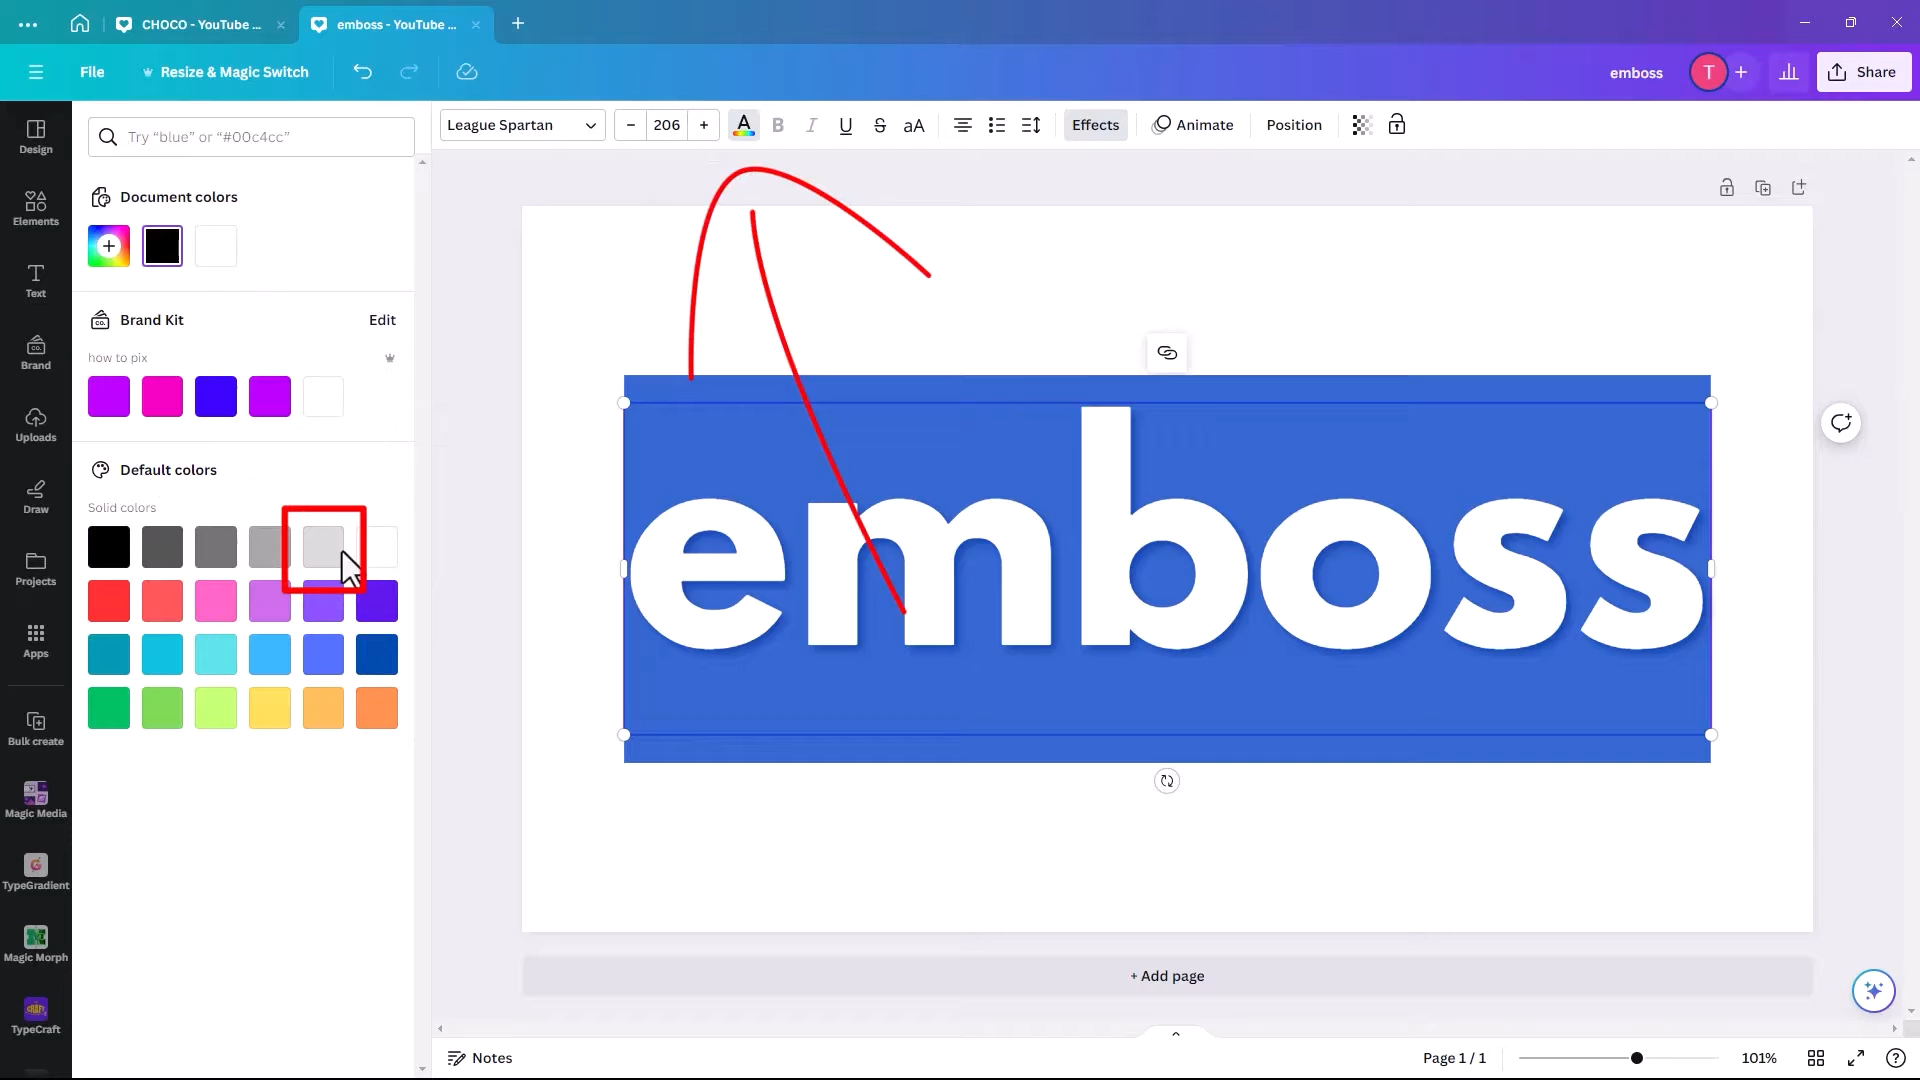 CHOCO - YouTube ...
emboss - YouTube ...
File
Resize & Magic Switch
emboss
T
Share
Design
Elements
Text
Brand
Uploads
Draw
Projects
Apps
Bulk create
Magic Media
TypeGradient
Magic Morph
TypeCraft
Try “blue” or “#00c4cc”
Document colors
Brand Kit
Edit
how to pix
Default colors
Solid colors
League Spartan
206
A B I U S aA
Effects
Animate
Position
emboss
+ Add page
Notes
Page 1 / 1
101%